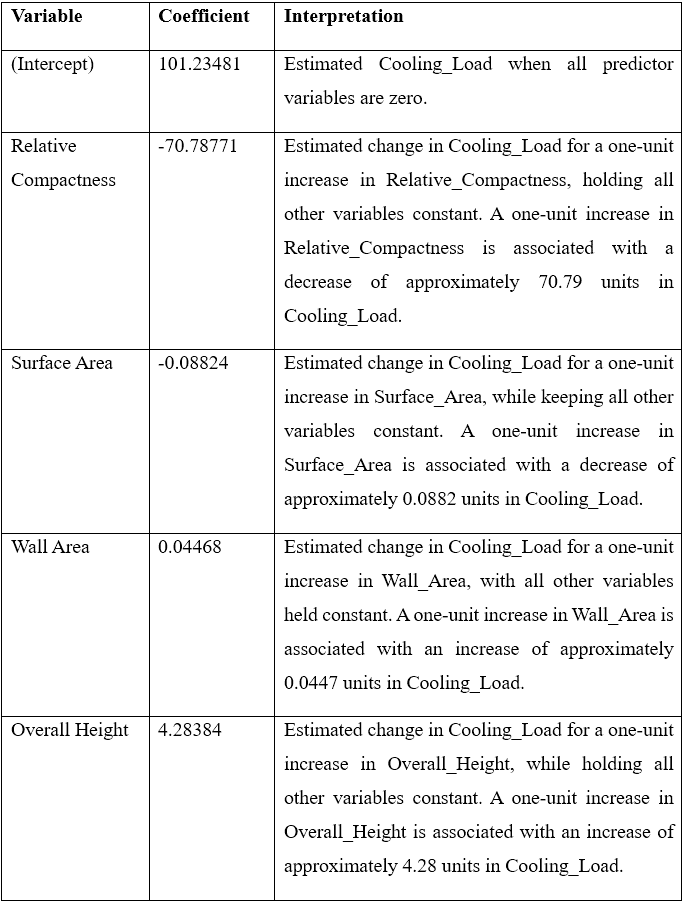 Variable Coefficient Interpretation
(Intercept) 101.23481 Estimated Cooling_Load when all predictor
variables are zero.
Relative -70.78771 Estimated change in Cooling_Load for a one-unit
Compactness increase in Relative_Compactness, holding all
other variables constant. A one-unit increase in
Relative_Compactness is associated with a
decrease of approximately 70.79 units in
Cooling_Load.
Surface Area -0.08824 Estimated change in Cooling_Load for a one-unit
increase in Surface_Area, while keeping all other
variables constant. A one-unit increase in
Surface_Area is associated with a decrease of
approximately 0.0882 units in Cooling_Load.
Wall Area 0.04468 Estimated change in Cooling_Load for a one-unit
increase in Wall_Area, with all other variables
held constant. A one-unit increase in Wall_Area is
associated with an increase of approximately
0.0447 units in Cooling_Load.
Overall Height 4.28384 Estimated change in Cooling_Load for a one-unit
increase in Overall_Height, while holding all
other variables constant. A one-unit increase in
Overall_Height is associated with an increase of
approximately 4.28 units in Cooling_Load.